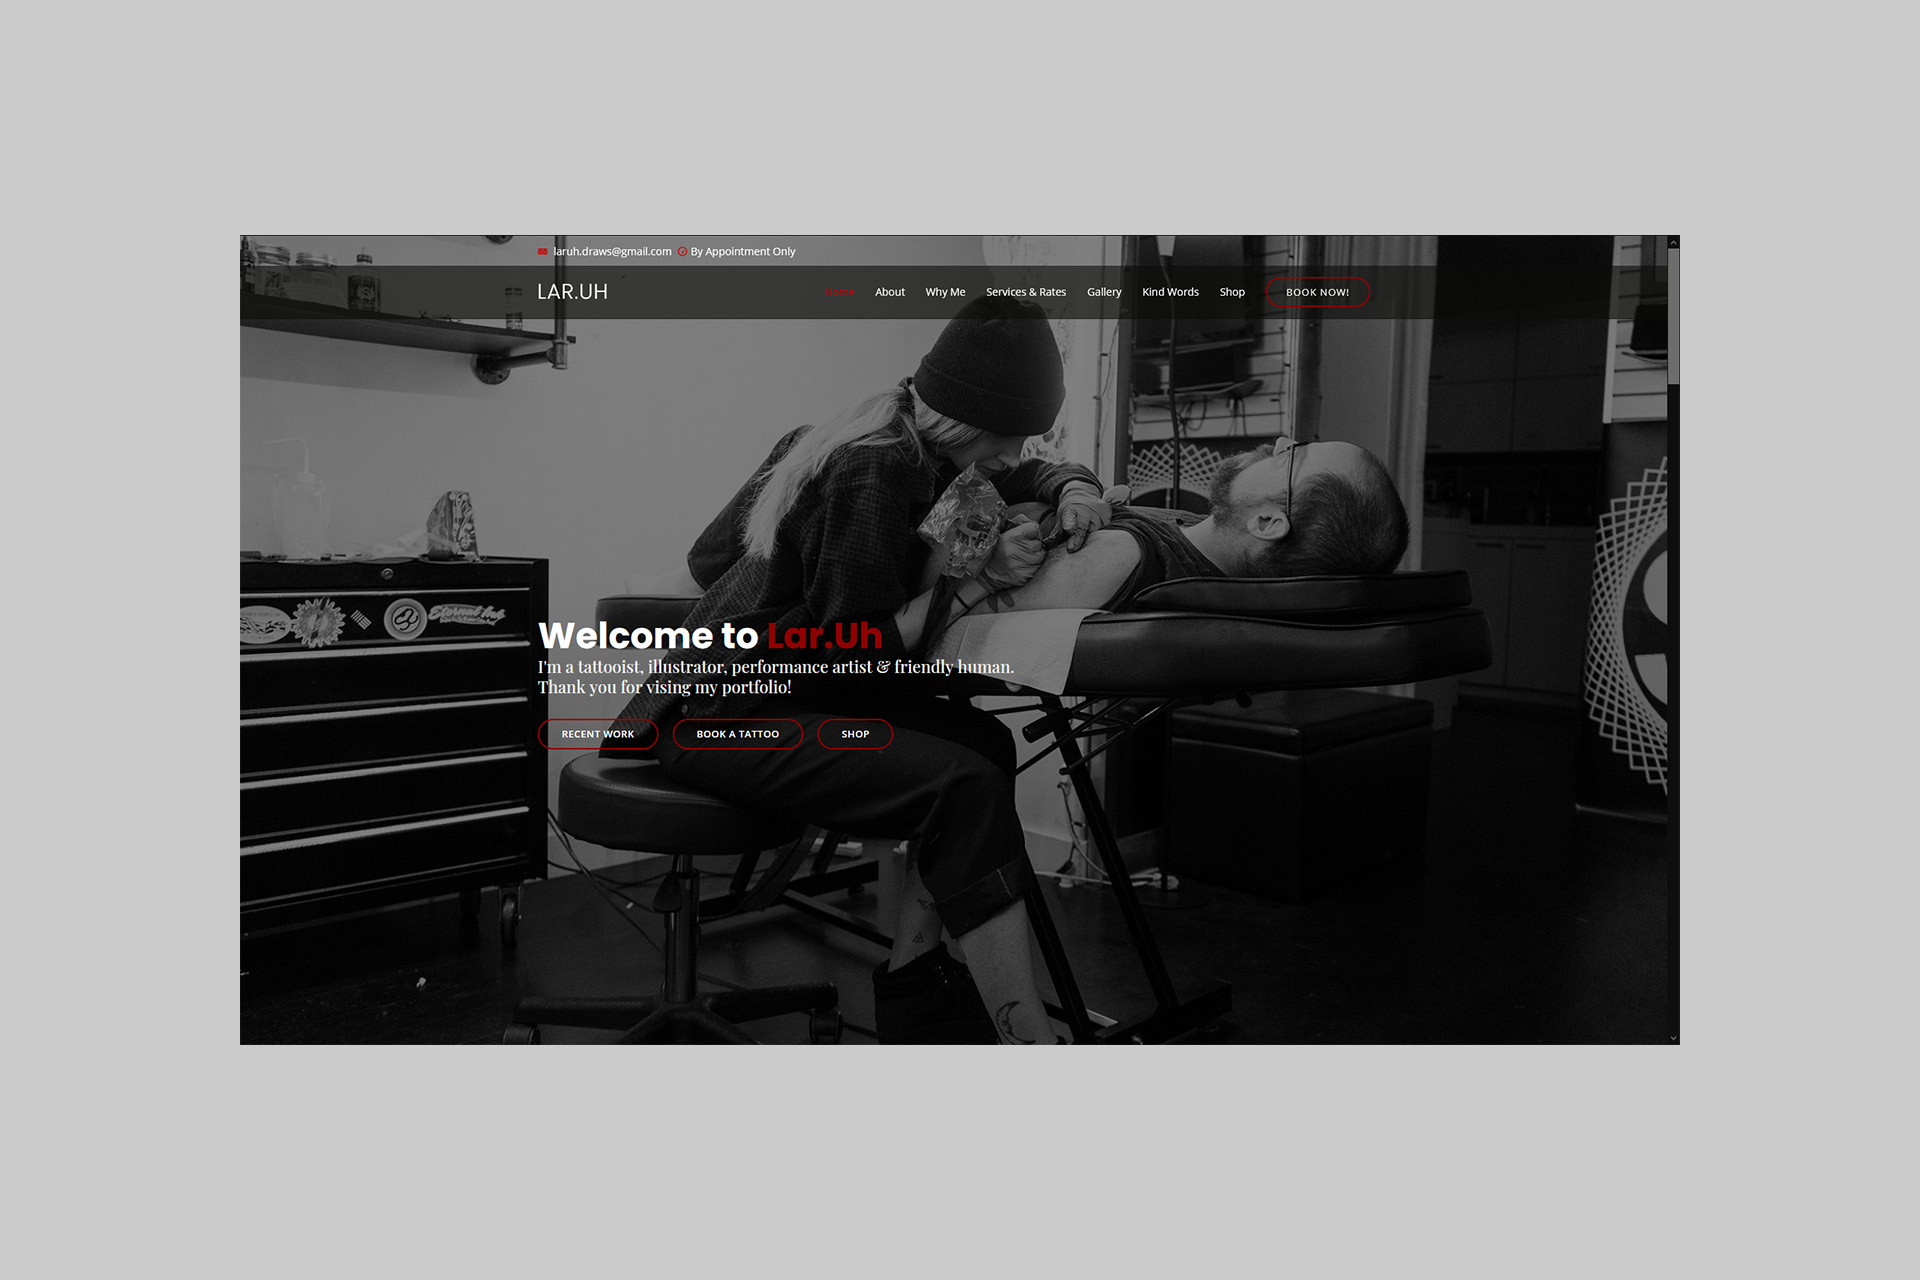 laruh.draws@gmail.com By Appointment Only
LAR.UH
Home About Why Me Services & Rates Gallery Kind Words Shop BOOK NOW!
Eternal Ink
Welcome to Lar.Uh
I'm a tattooist, illustrator, performance artist & friendly human.
Thank you for vising my portfolio!
RECENT WORK BOOK A TATTOO SHOP